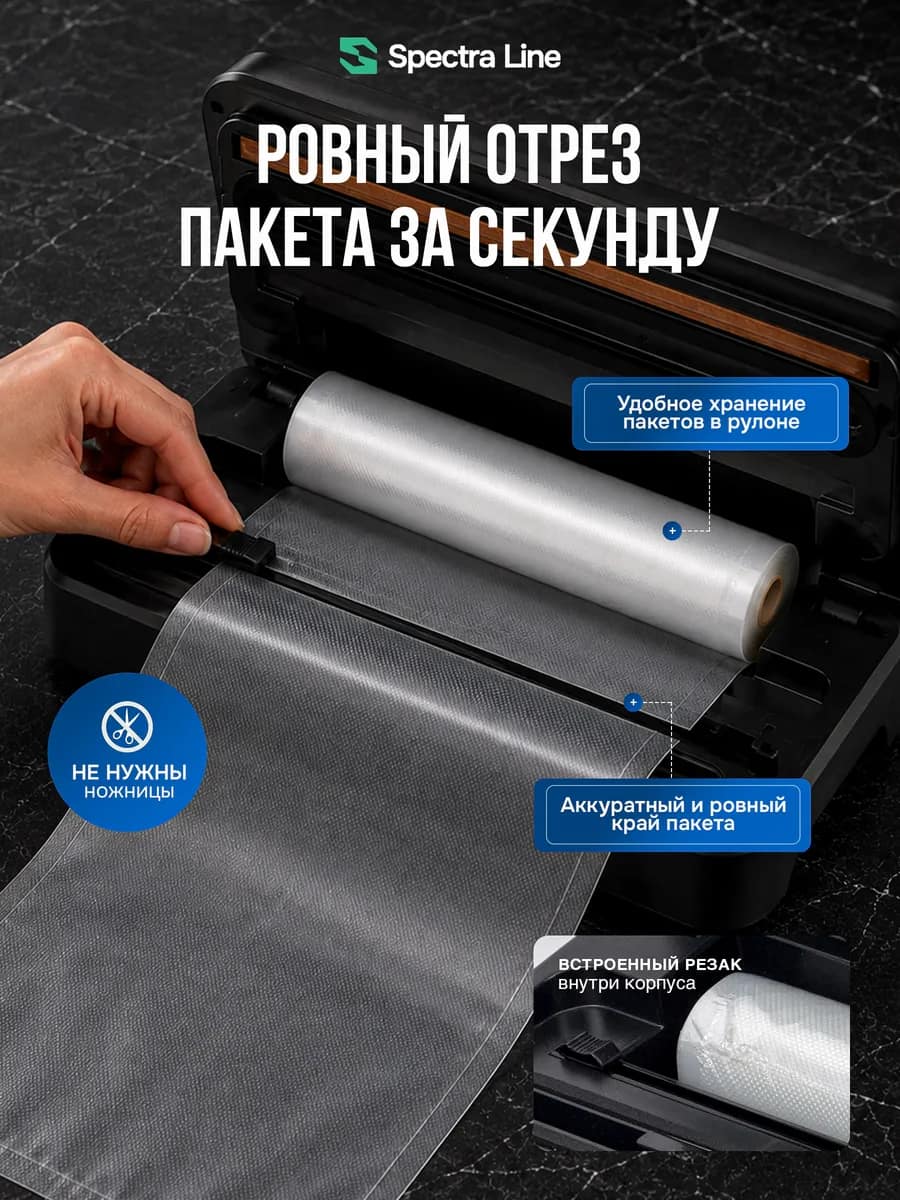 Spectra Line
РОВНЫЙ ОТРЕЗ
ПАКЕТА ЗА СЕКУНДУ
Удобное хранение
пакетов в рулоне
НЕ НУЖНЫ
НОЖНИЦЫ
Аккуратный и ровный
край пакета
ВСТРОЕННЫЙ РЕЗАК
внутри корпуса